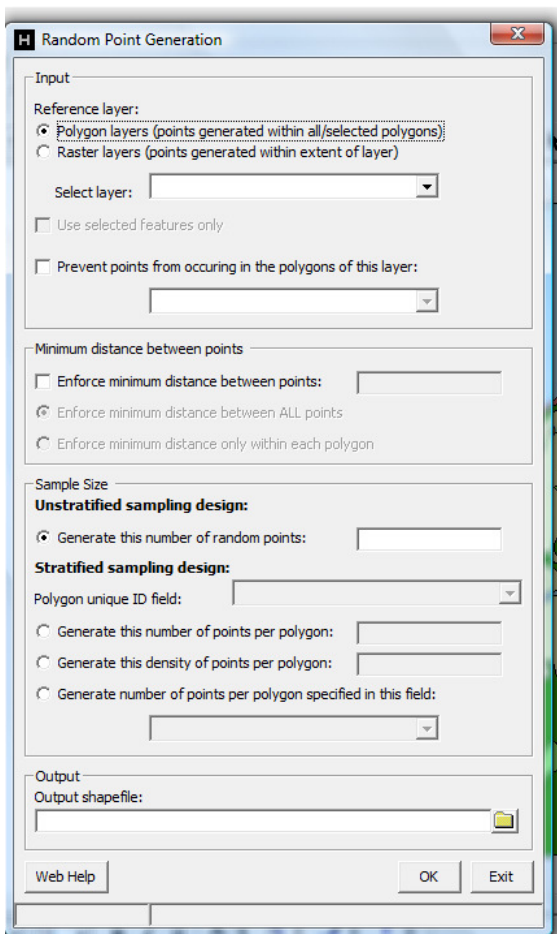 H Random Point Generation
Input
Reference layer:
Polygon layers (points generated within all/selected polygons)
Raster layers (points generated within extent of layer)
Select layer:
Use selected features only
Prevent points from occuring in the polygons of this layer:
Minimum distance between points
Enforce minimum distance between points:
Enforce minimum distance between ALL points
Enforce minimum distance only within each polygon
Sample Size
Unstratified sampling design:
Generate this number of random points:
Stratified sampling design:
Polygon unique ID field:
Generate this number of points per polygon:
Generate this density of points per polygon:
Generate number of points per polygon specified in this field:
Output
Output shapefile:
Web Help OK Exit